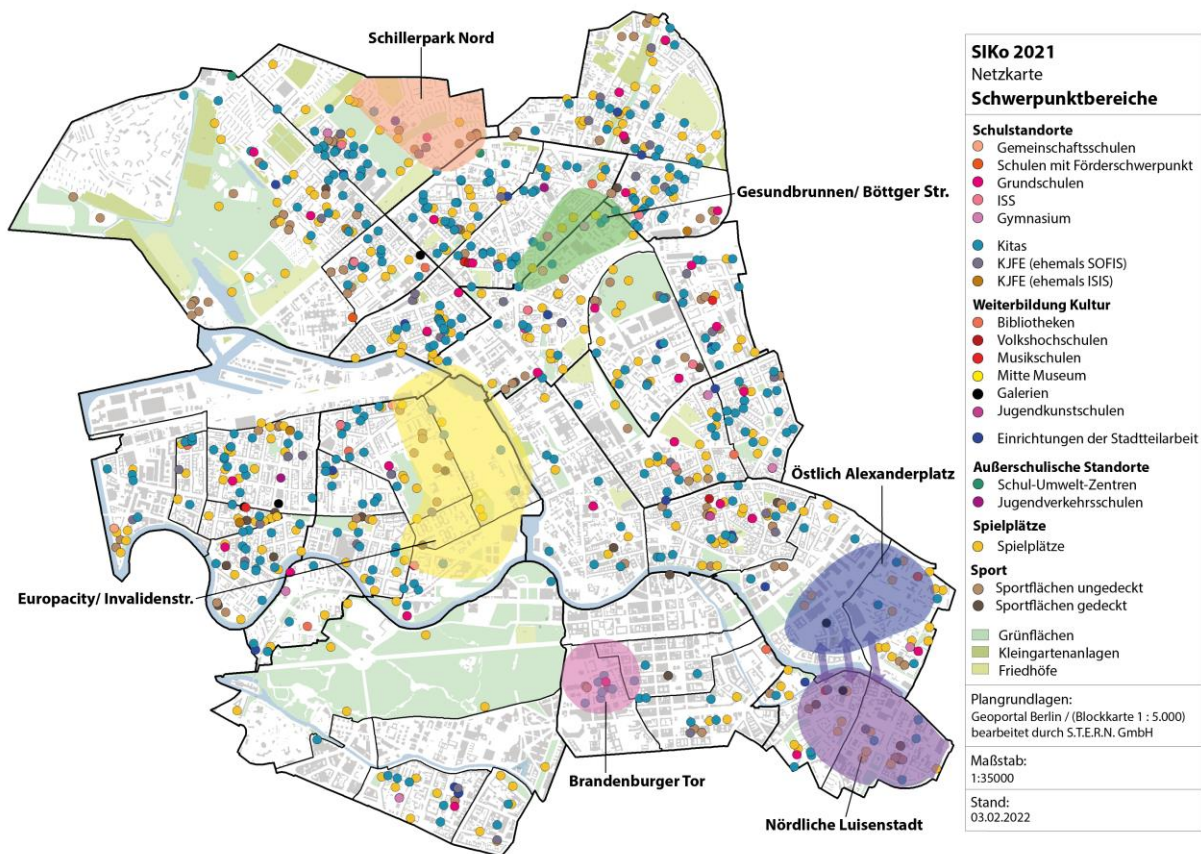 Schillerpark Nord
Gesundbrunnen/ Böttger Str.
Östlich Alexanderplatz
Europacity/ Invalidenstr.
Brandenburger Tor
Nördliche Luisenstadt
SIKo 2021
Netzkarte
Schwerpunktbereiche
Schulstandorte
Gemeinschaftsschulen
Schulen mit Förderschwerpunkt
Grundschulen
ISS
Gymnasium
Kitas
KJFE (ehemals SOFIS)
KJFE (ehemals ISIS)
Weiterbildung Kultur
Bibliotheken
Volkshochschulen
Musikschulen
Mitte Museum
Galerien
Jugendkunstschulen
Einrichtungen der Stadtteilarbeit
Außerschulische Standorte
Schul-Umwelt-Zentren
Jugendverkehrsschulen
Spielplätze
Spielplätze
Sport
Sportflächen ungedeckt
Sportflächen gedeckt
Grünflächen
Kleingartenanlagen
Friedhöfe
Plangrundlagen:
Geoportal Berlin / (Blockkarte 1 : 5.000)
bearbeitet durch S.T.E.R.N. GmbH
Maßstab:
1:35000
Stand:
03.02.2022